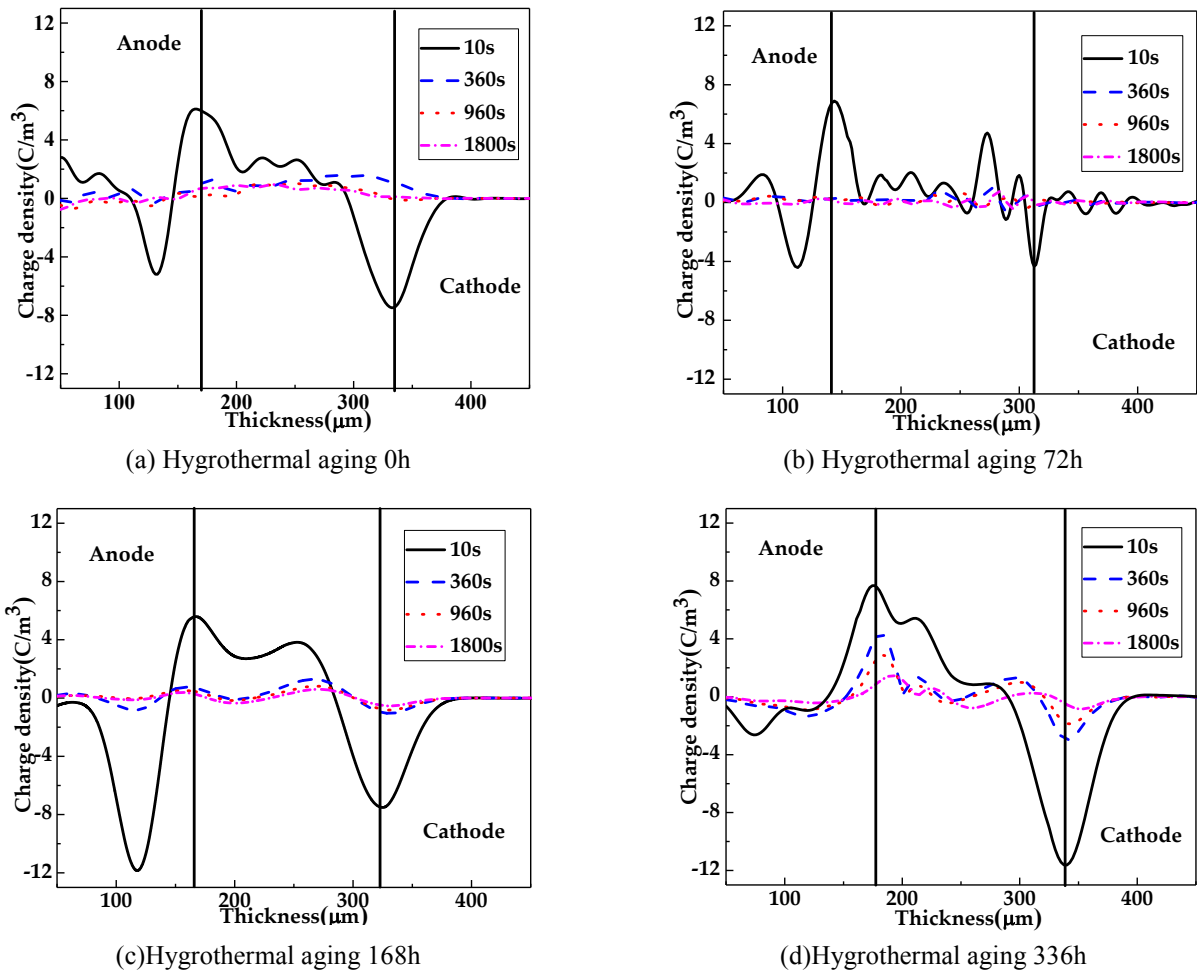 12
8
4
0
-4
-8
-12
Charge density(C/m³)
Anode
Cathode
10s
360s
960s
1800s
100
200
300
400
Thickness(μm)
(a) Hygrothermal aging 0h
12
8
4
0
-4
-8
-12
Charge density(C/m³)
Anode
Cathode
10s
360s
960s
1800s
100
200
300
400
Thickness(μm)
(b) Hygrothermal aging 72h
12
8
4
0
-4
-8
-12
Charge density(C/m³)
Anode
Cathode
10s
360s
960s
1800s
100
200
300
400
Thickness(μm)
(c)Hygrothermal aging 168h
12
8
4
0
-4
-8
-12
Charge density(C/m³)
Anode
Cathode
10s
360s
960s
1800s
100
200
300
400
Thickness(μm)
(d)Hygrothermal aging 336h